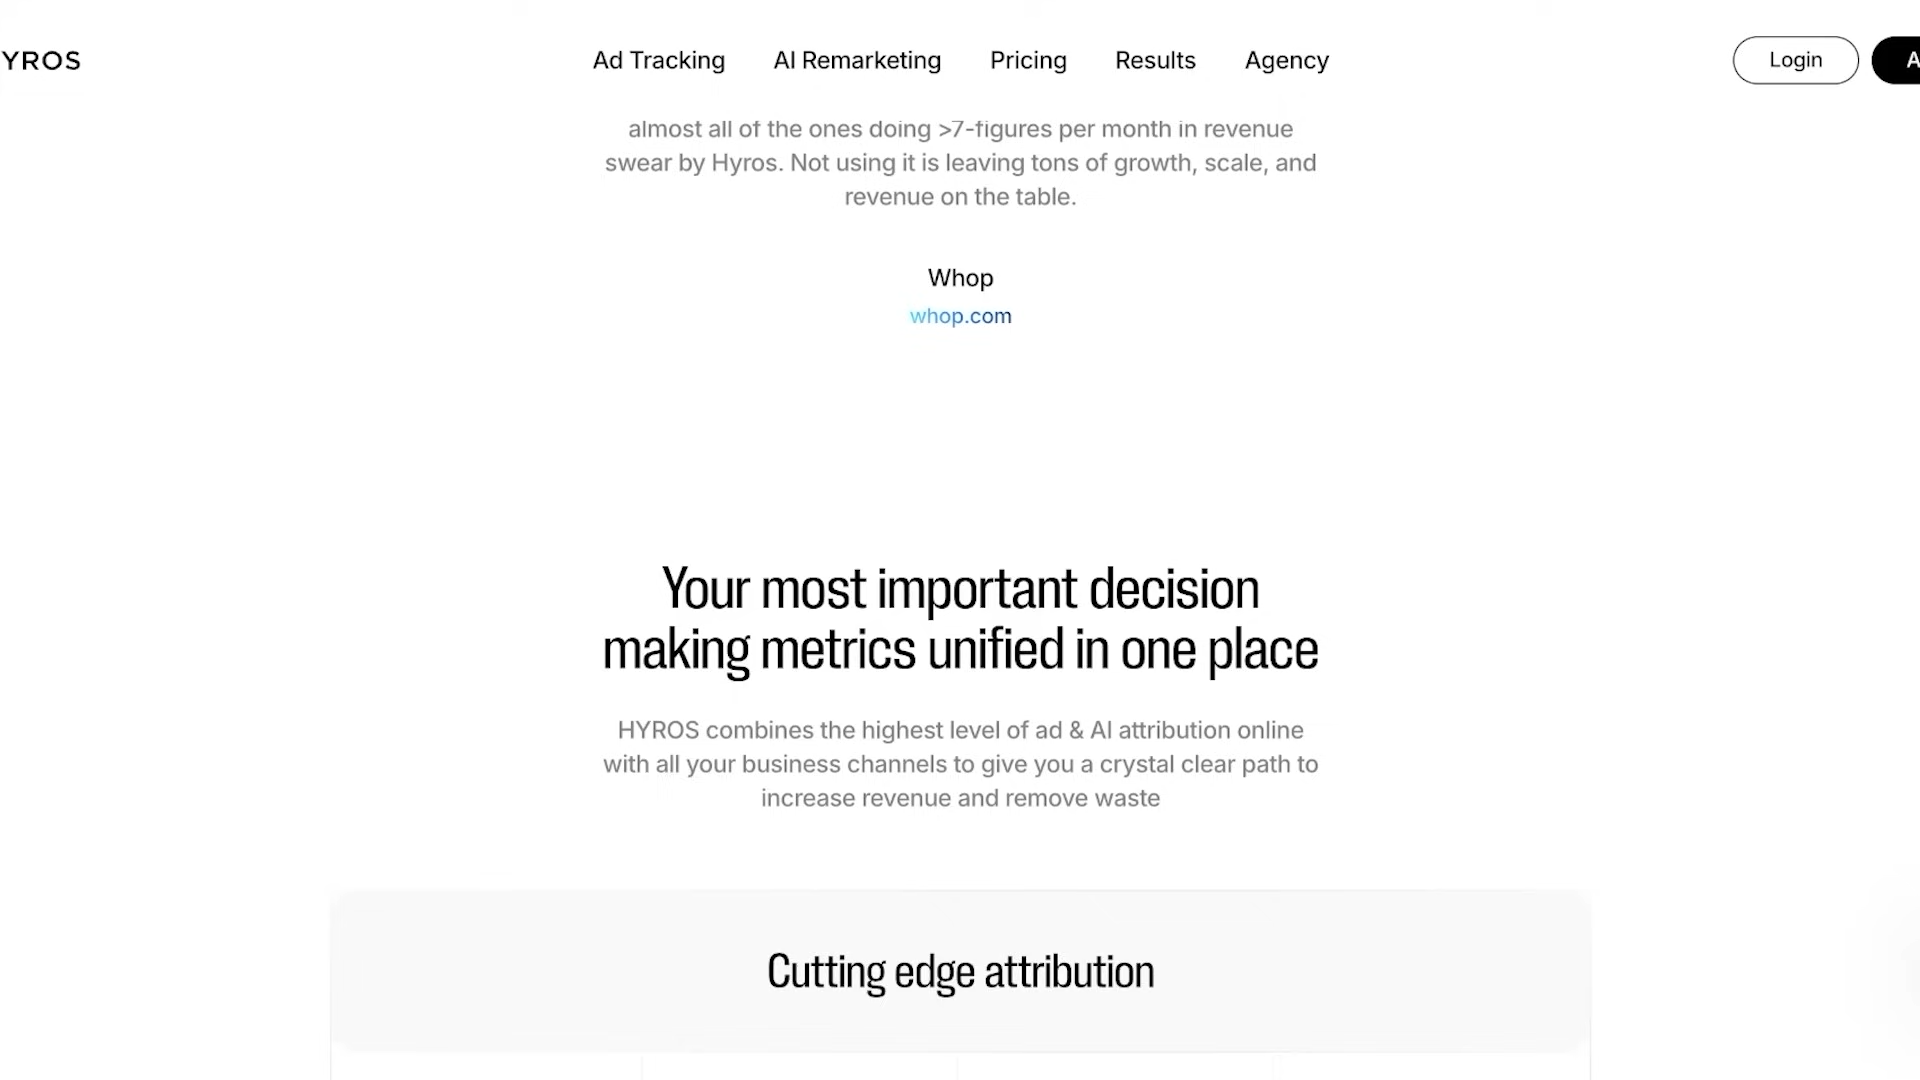 YROS
Ad Tracking
AI Remarketing
Pricing
Results
Agency
Login
A
almost all of the ones doing >7-figures per month in revenue
swear by Hyros. Not using it is leaving tons of growth, scale, and
revenue on the table.
Whop
whop.com
Your most important decision
making metrics unified in one place
HYROS combines the highest level of ad & AI attribution online
with all your business channels to give you a crystal clear path to
increase revenue and remove waste
Cutting edge attribution